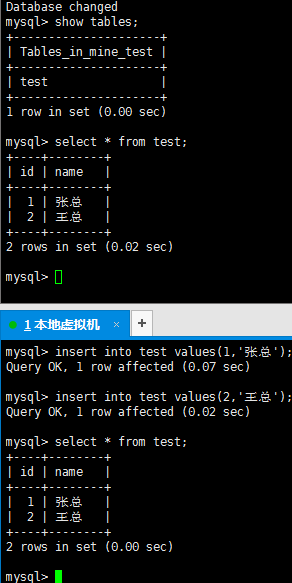 Database changed
mysql> show tables;
+---------------------+
| Tables_in_mine_test |
+---------------------+
| test                |
+---------------------+
1 row in set (0.00 sec)

mysql> select * from test;
+----+--------+
| id | name   |
+----+--------+
|  1 | 张总   |
|  2 | 王总   |
+----+--------+
2 rows in set (0.02 sec)

mysql>
1 本地虚拟机 × +
mysql> insert into test values(1,'张总');
Query OK, 1 row affected (0.07 sec)

mysql> insert into test values(2,'王总');
Query OK, 1 row affected (0.02 sec)

mysql> select * from test;
+----+--------+
| id | name   |
+----+--------+
|  1 | 张总   |
|  2 | 王总   |
+----+--------+
2 rows in set (0.00 sec)

mysql>